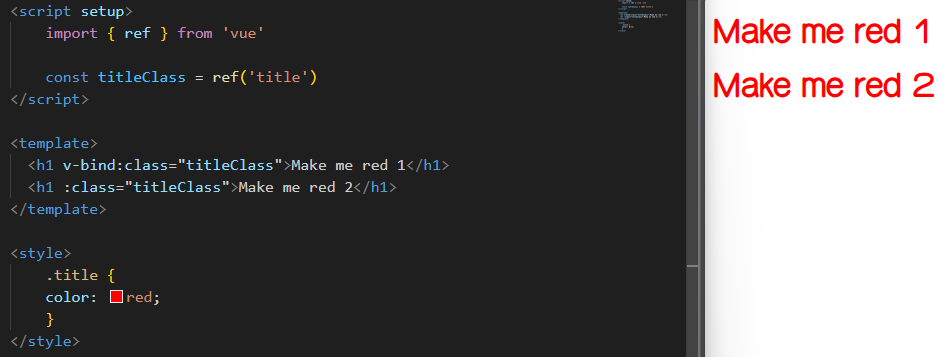 <script setup>
import { ref } from 'vue'
const titleClass = ref('title')
</script>
<template>
<h1 v-bind:class="titleClass">Make me red 1</h1>
<h1 :class="titleClass">Make me red 2</h1>
</template>
<style>
.title {
color: red;
}
</style>
Make me red 1
Make me red 2